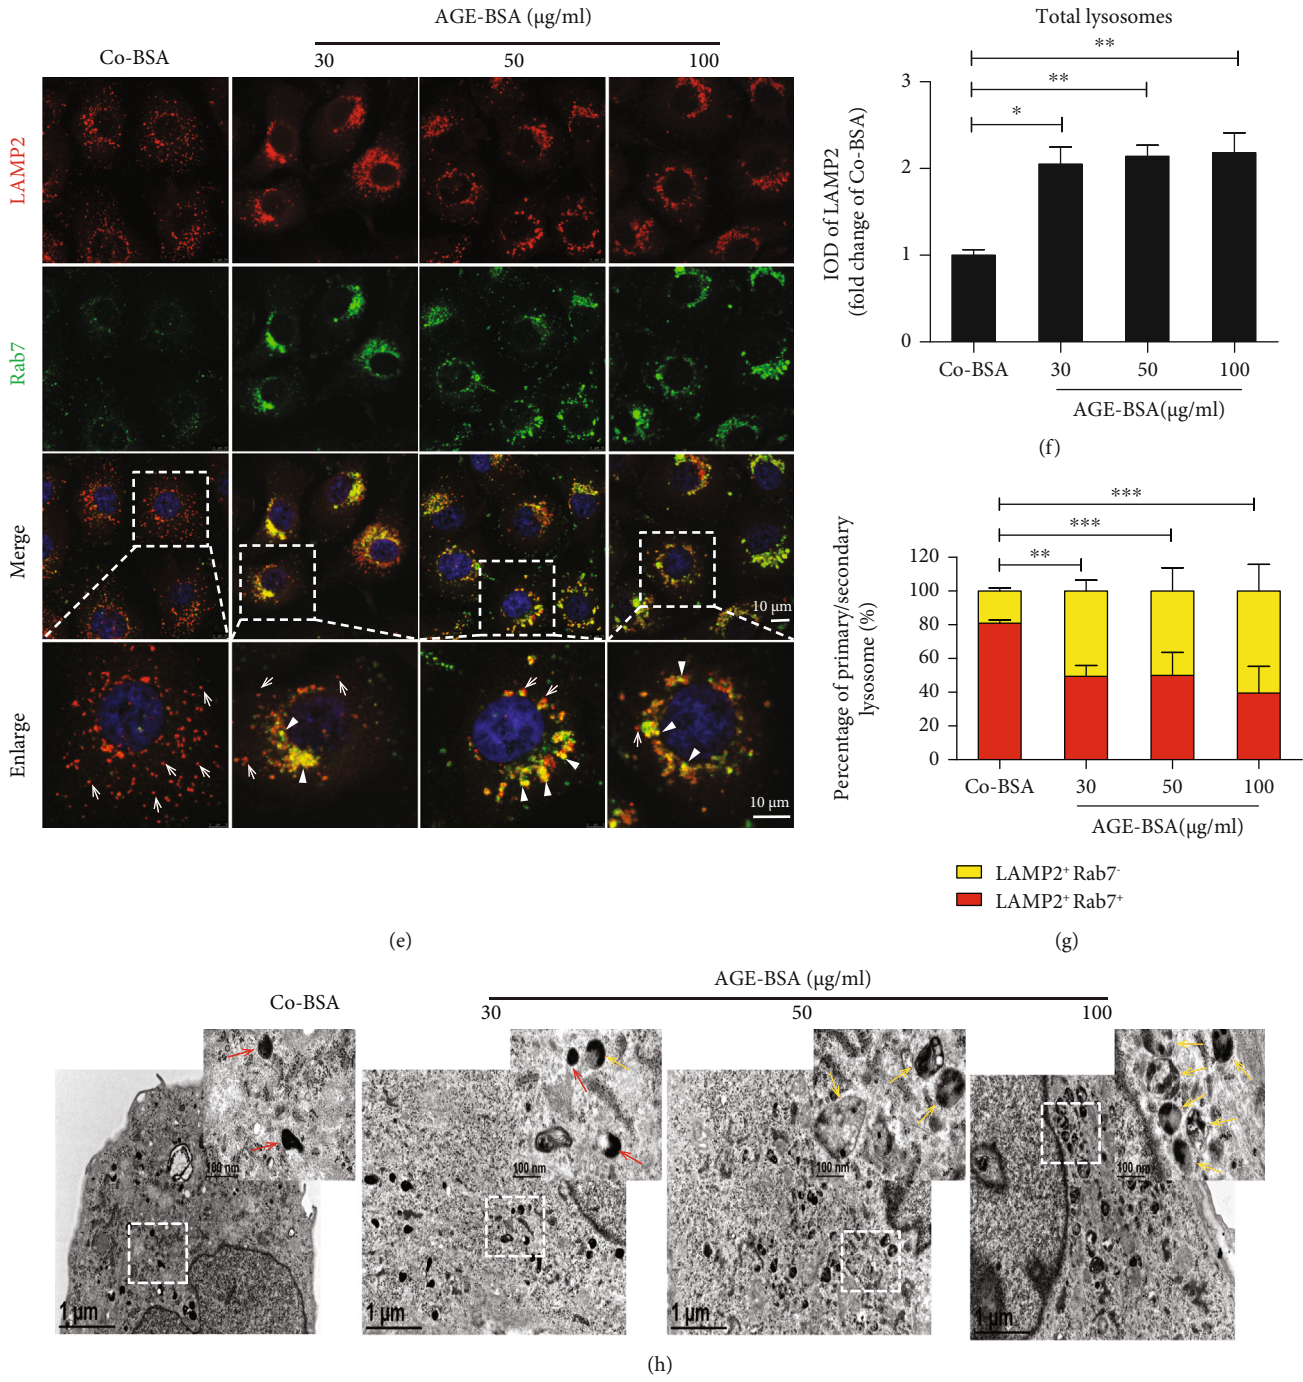 AGE-BSA (µg/ml)
Co-BSA
30
50
100
LAMP2
Rab7
Merge
10 µm
Enlarge
10 µm
(e)
Total lysosomes
**
**
*
3
2
1
0
IOD of LAMP2
(fold change of Co-BSA)
Co-BSA
30
50
100
AGE-BSA(µg/ml)
(f)
***
***
**
120
100
80
60
40
20
0
Percentage of primary/secondary
lysosome (%)
Co-BSA
30
50
100
AGE-BSA(µg/ml)
LAMP2⁺ Rab7⁻
LAMP2⁺ Rab7⁺
(g)
AGE-BSA (µg/ml)
Co-BSA
30
50
100
100 nm
100 nm
100 nm
100 nm
1 µm
1 µm
1 µm
1 µm
(h)